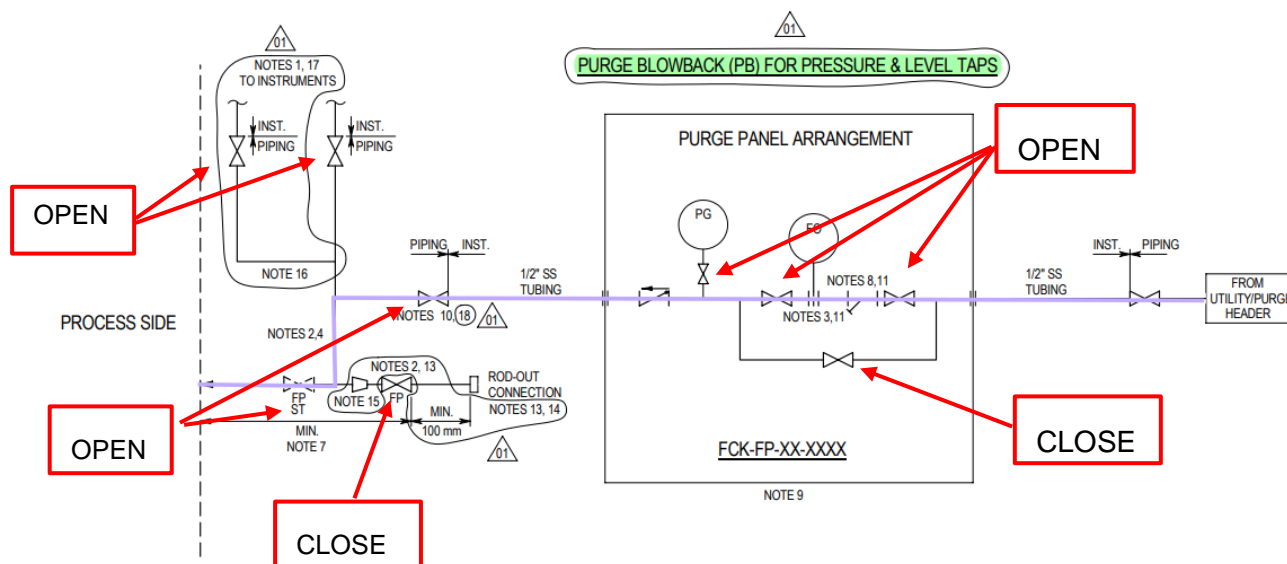 01
01
NOTES 1, 17
TO INSTRUMENTS
PURGE BLOWBACK (PB) FOR PRESSURE & LEVEL TAPS
INST.
PIPING
INST.
PIPING
PURGE PANEL ARRANGEMENT
OPEN
OPEN
PG
NOTE 16
PIPING
INST.
1/2" SS
TUBING
NOTES 8,11
1/2" SS
TUBING
INST.
PIPING
FROM
UTILITY/PURGE
HEADER
PROCESS SIDE
NOTES 10, 18
01
NOTES 3,11
NOTES 2,4
NOTES 2, 13
ROD-OUT
CONNECTION
NOTES 13, 14
FP
ST
NOTE 15
FP
OPEN
MIN.
NOTE 7
MIN.
100 mm
01
CLOSE
FCK-FP-XX-XXXX
NOTE 9
CLOSE